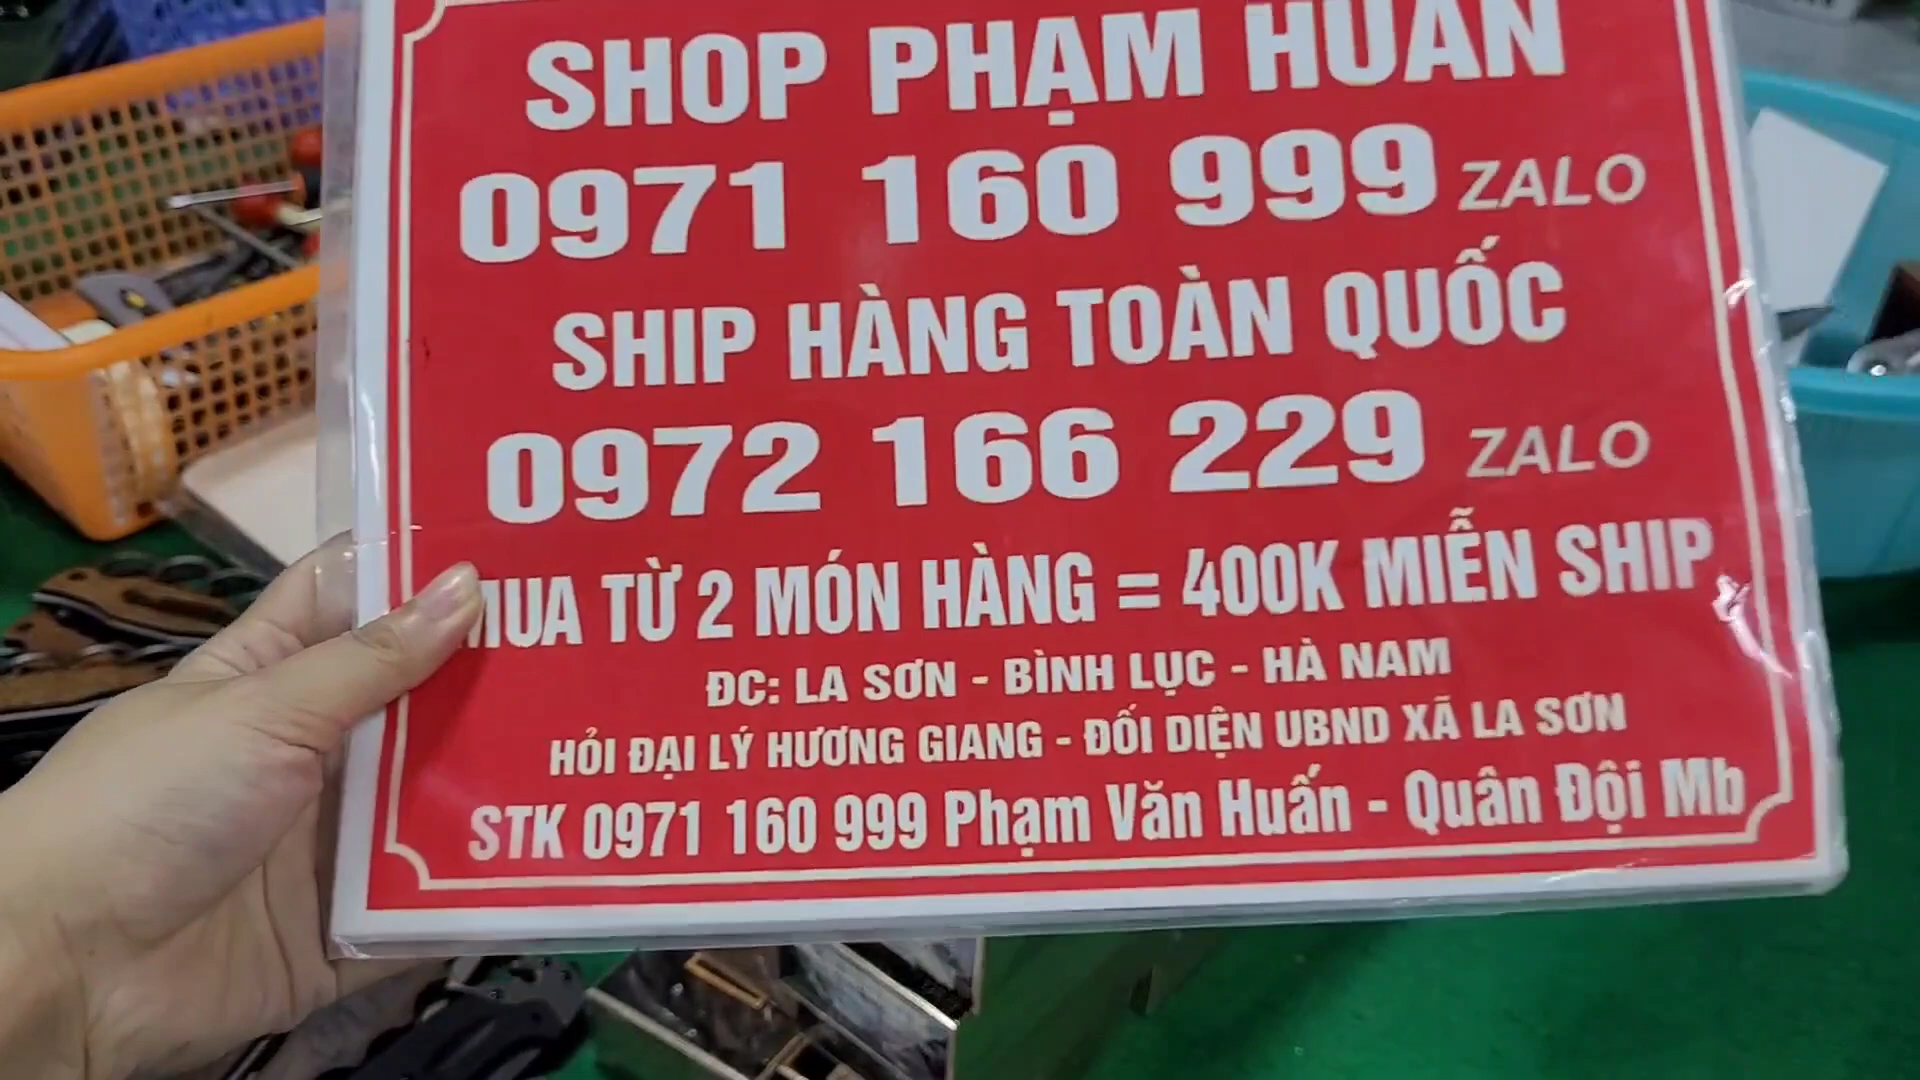 SHOP PHẠM HUẤN
0971 160 999 ZALO
SHIP HÀNG TOÀN QUỐC
0972 166 229 ZALO
MUA TỪ 2 MÓN HÀNG = 400K MIỄN SHIP
ĐC: LA SƠN - BÌNH LỤC - HÀ NAM
HỎI ĐẠI LÝ HƯƠNG GIANG - ĐỐI DIỆN UBND XÃ LA SƠN
STK 0971 160 999 Phạm Văn Huấn - Quân Đội Mb